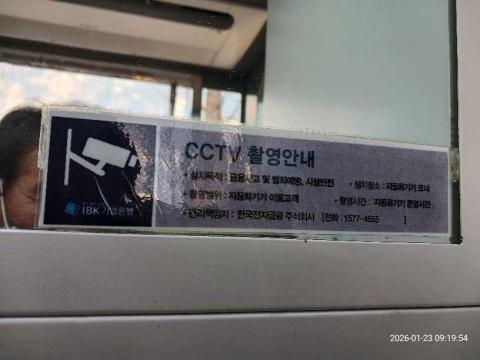 CCTV 촬영안내
• 설치목적 : 금융사고 및 범죄예방, 시설안전 • 설치장소 : 자동화기기 코너
• 촬영범위 : 자동화기기 이용고객 • 촬영시간 : 자동화기기 운영시간
• 관리책임자 : 한국전자금융 주식회사 [전화 : 1577-4655 ]
IBK 기업은행
2026-01-23 09:19:54